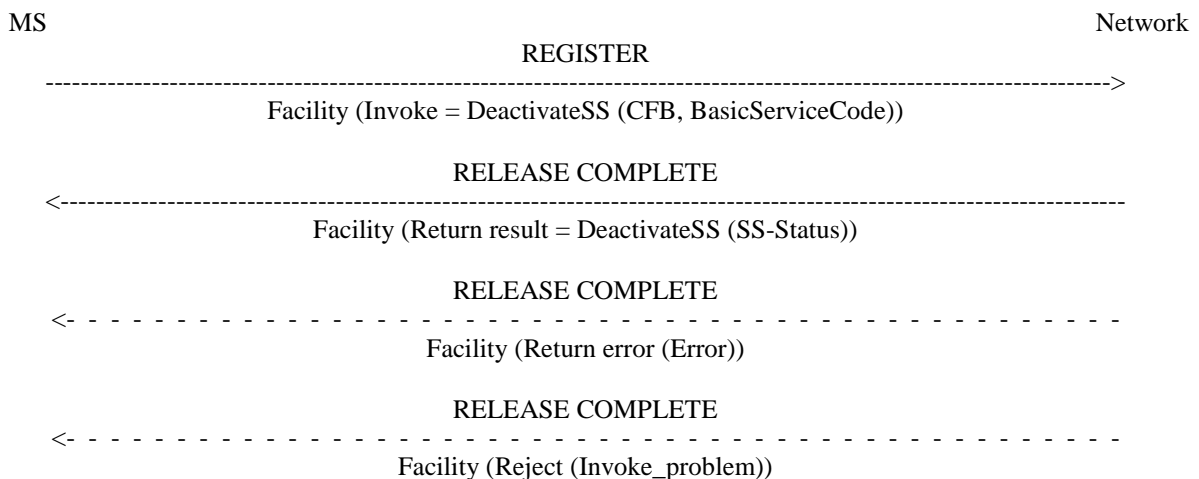 MS Network
REGISTER
Facility (Invoke = DeactivateSS (CFB, BasicServiceCode))
RELEASE COMPLETE
Facility (Return result = DeactivateSS (SS-Status))
RELEASE COMPLETE
Facility (Return error (Error))
RELEASE COMPLETE
Facility (Reject (Invoke_problem))